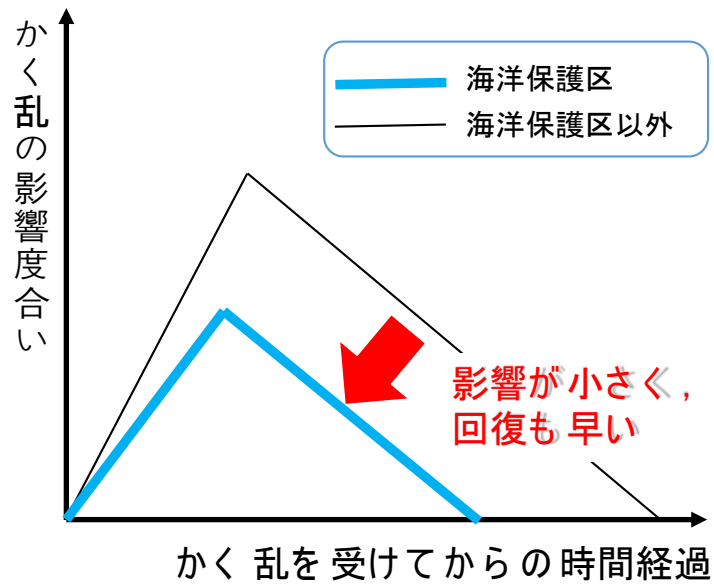 かく乱の影響度合い
海洋保護区
海洋保護区以外
影響が小さく,
回復も早い
かく乱を受けてからの時間経過